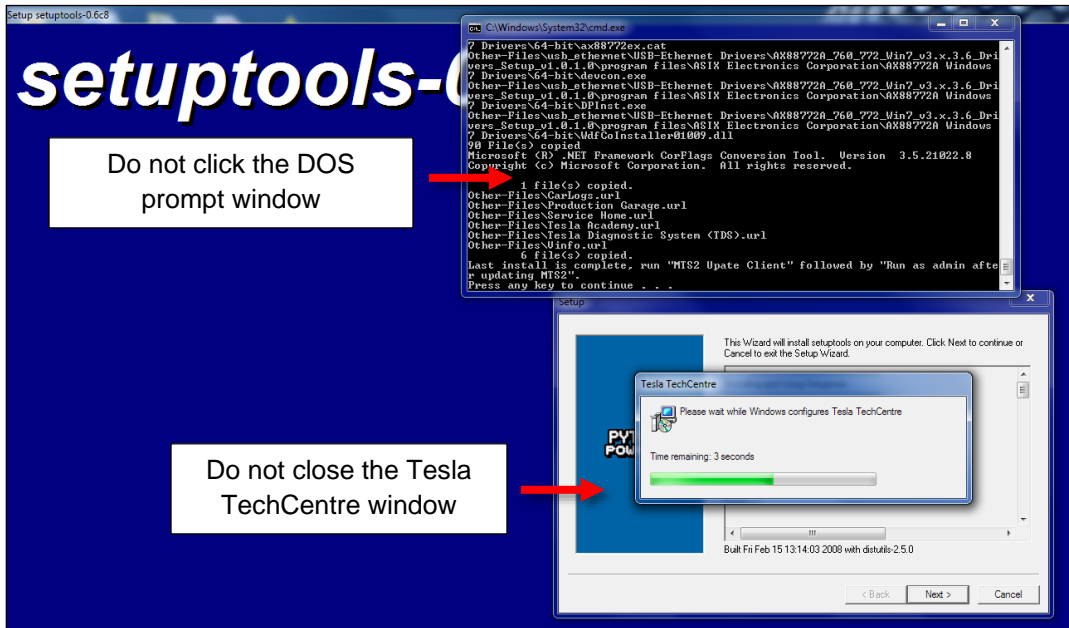 Setup setuptools-0.6c8
setuptools-0
C:\Windows\System32\cmd.exe
7 Drivers\64-bit\ax88772ex.cat
Other-Files\usb_ethernet\USB-Ethernet Drivers\AX88772A_760_772_Win7_v3.x.3.6_Dri
vers_Setup_v1.0.1.0\program files\ASIX Electronics Corporation\AX88772A Windows
7 Drivers\64-bit\devcon.exe
Other-Files\usb_ethernet\USB-Ethernet Drivers\AX88772A_760_772_Win7_v3.x.3.6_Dri
vers_Setup_v1.0.1.0\program files\ASIX Electronics Corporation\AX88772A Windows
7 Drivers\64-bit\DPInst.exe
Other-Files\usb_ethernet\USB-Ethernet Drivers\AX88772A_760_772_Win7_v3.x.3.6_Dri
vers_Setup_v1.0.1.0\program files\ASIX Electronics Corporation\AX88772A Windows
7 Drivers\64-bit\WdfCoInstaller01009.dll
90 File(s) copied
Microsoft (R) .NET Framework CorFlags Conversion Tool. Version 3.5.21022.8
Copyright (c) Microsoft Corporation. All rights reserved.
1 file(s) copied.
Other-Files\CarLogs.url
Other-Files\Production Garage.url
Other-Files\Service Home.url
Other-Files\Tesla Academy.url
Other-Files\Tesla Diagnostic System (TDS).url
Other-Files\Vinfo.url
6 file(s) copied.
Last install is complete, run "MTS2 Upate Client" followed by "Run as admin afte
r updating MTS2".
Press any key to continue . . .
Do not click the DOS
prompt window
Setup
This Wizard will install setuptools on your computer. Click Next to continue or
Cancel to exit the Setup Wizard.
Tesla TechCentre
Please wait while Windows configures Tesla TechCentre
Time remaining: 3 seconds
PYT
POW
Do not close the Tesla
TechCentre window
Built Fri Feb 15 13:14:03 2008 with distutils-2.5.0
< Back
Next >
Cancel